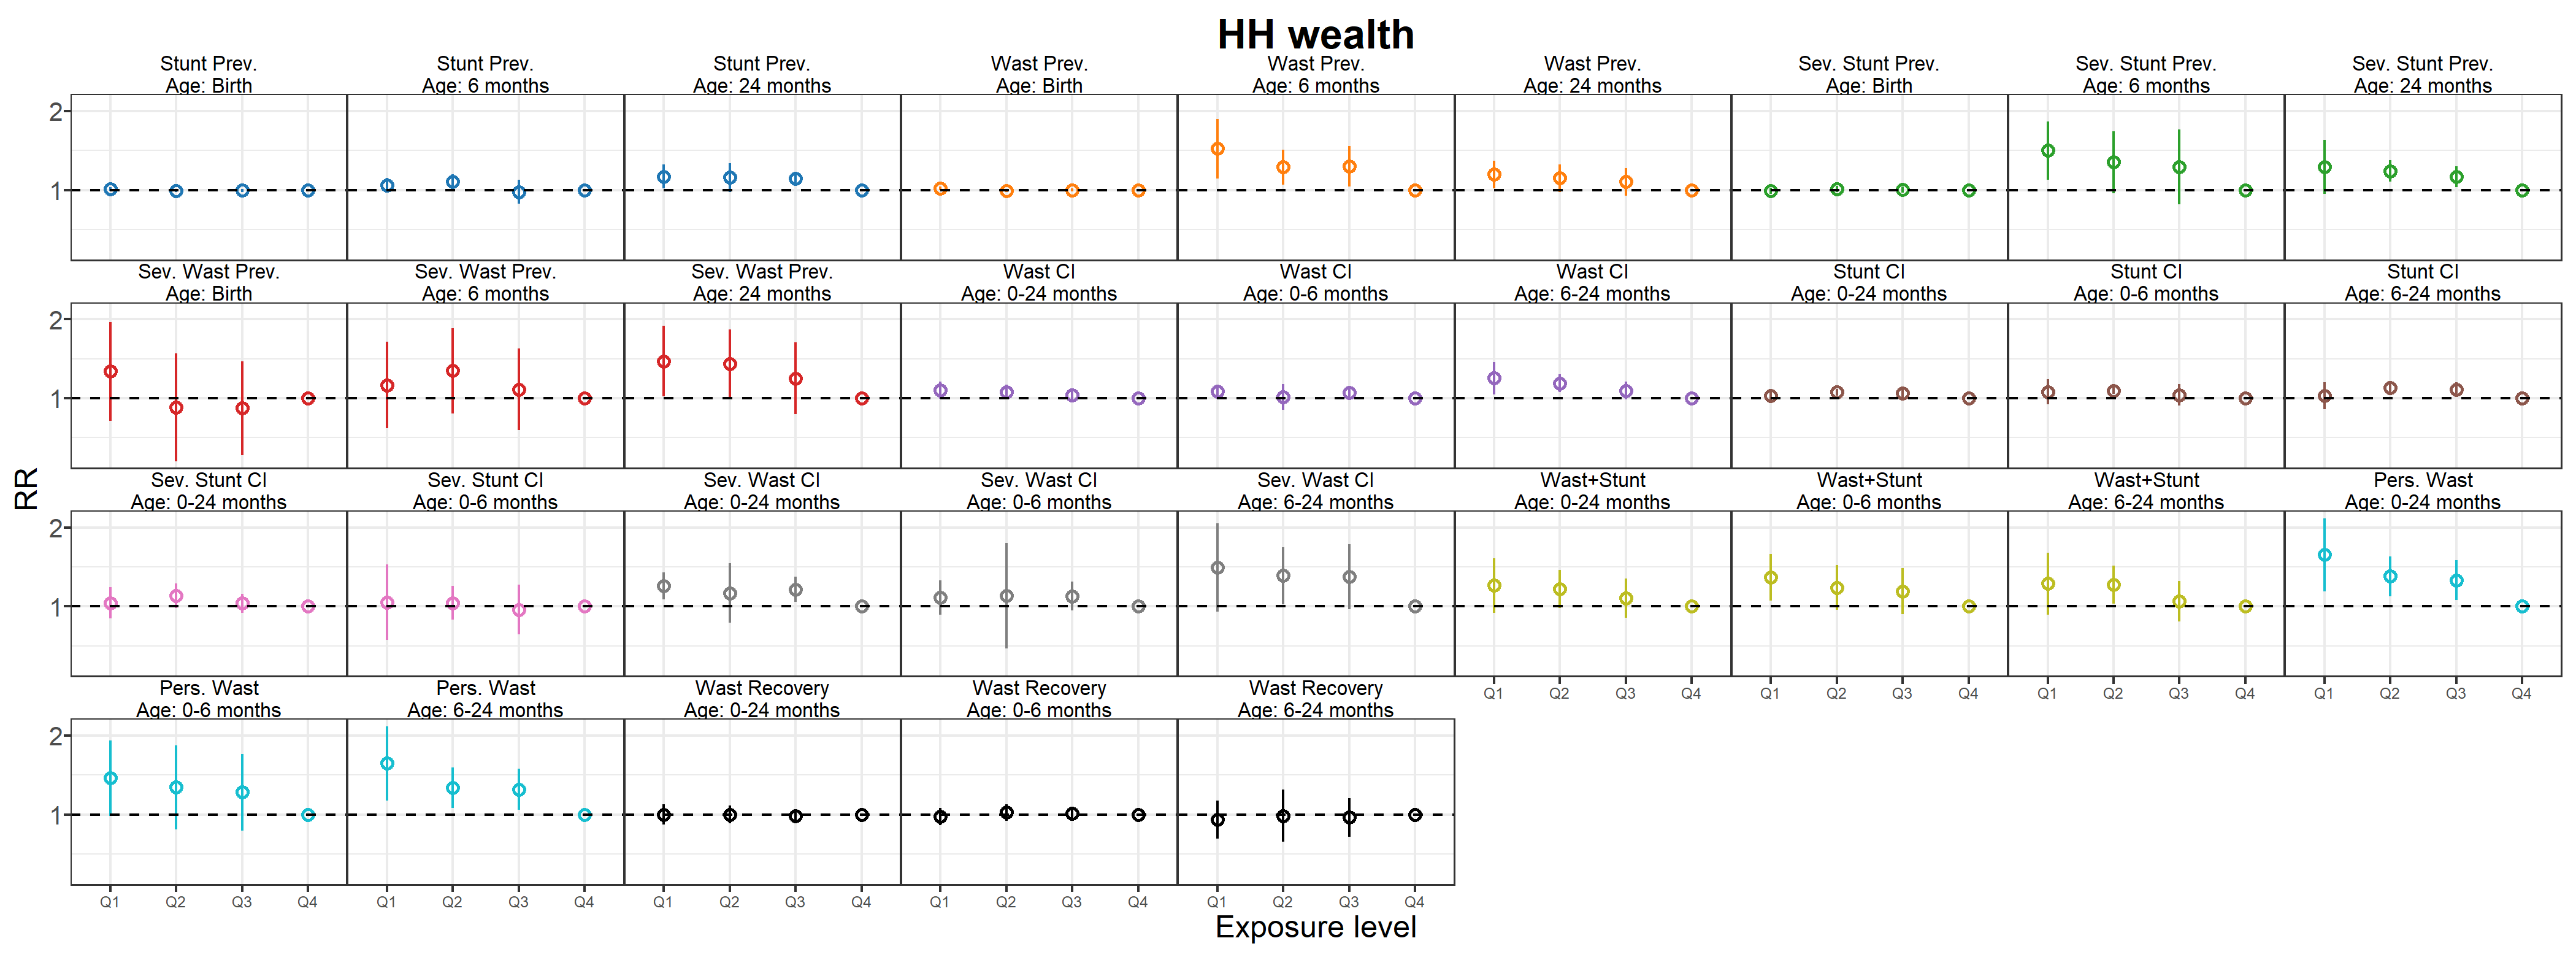 HH wealth
Stunt Prev. Stunt Prev. Stunt Prev. Wast Prev. Wast Prev. Wast Prev. Sev. Stunt Prev. Sev. Stunt Prev. Sev. Stunt Prev.
Age: Birth Age: 6 months Age: 24 months Age: Birth Age: 6 months Age: 24 months Age: Birth Age: 6 months Age: 24 months
2
1
Sev. Wast Prev. Sev. Wast Prev. Sev. Wast Prev. Wast CI Wast CI Wast CI Stunt CI Stunt CI Stunt CI
Age: Birth Age: 6 months Age: 24 months Age: 0-24 months Age: 0-6 months Age: 6-24 months Age: 0-24 months Age: 0-6 months Age: 6-24 months
2
1
RR
Sev. Stunt CI Sev. Stunt CI Sev. Wast CI Sev. Wast CI Sev. Wast CI Wast+Stunt Wast+Stunt Wast+Stunt Pers. Wast
Age: 0-24 months Age: 0-6 months Age: 0-24 months Age: 0-6 months Age: 6-24 months Age: 0-24 months Age: 0-6 months Age: 6-24 months Age: 0-24 months
2
1
Q1 Q2 Q3 Q4 Q1 Q2 Q3 Q4 Q1 Q2 Q3 Q4 Q1 Q2 Q3 Q4
Pers. Wast Pers. Wast Wast Recovery Wast Recovery Wast Recovery
Age: 0-6 months Age: 6-24 months Age: 0-24 months Age: 0-6 months Age: 6-24 months
2
1
Q1 Q2 Q3 Q4 Q1 Q2 Q3 Q4 Q1 Q2 Q3 Q4 Q1 Q2 Q3 Q4 Q1 Q2 Q3 Q4
Exposure level